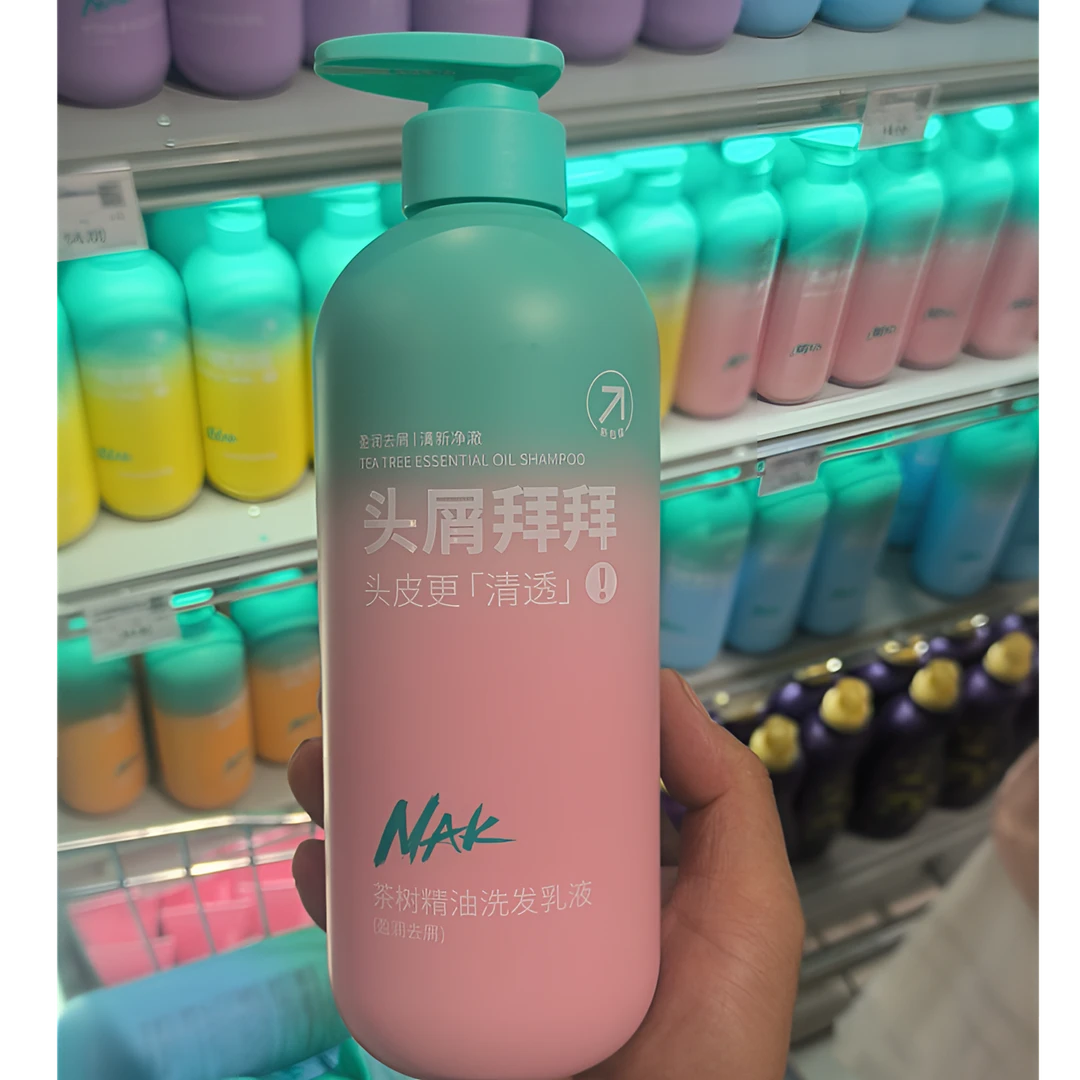 盈润去屑 | 清新净澈
TEA TREE ESSENTIAL OIL SHAMPOO
头屑拜拜
头皮更「清透」!
NAK
茶树精油洗发乳液
(盈润去屑)